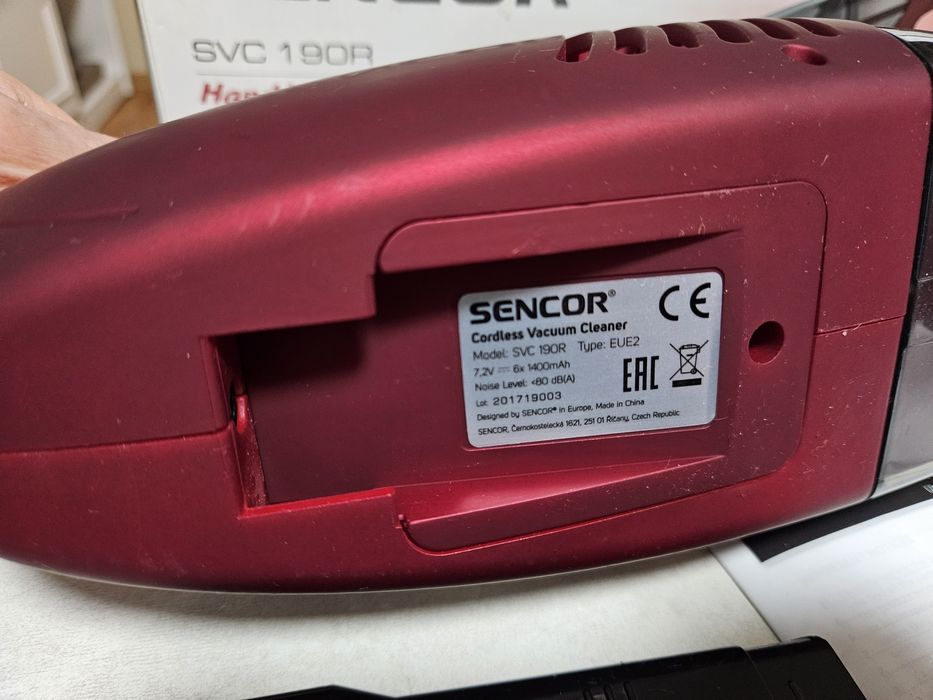 SVC 190R
SENCOR®
CE
Cordless Vacuum Cleaner
Model: SVC 190R Type: EUE2
7,2V ⎓ 6x 1400mAh
Noise Level: <80 dB(A)
EAC
Lot: 201719003
Designed by SENCOR® in Europe, Made in China
SENCOR, Černokostelecká 1621, 251 01 Říčany, Czech Republic